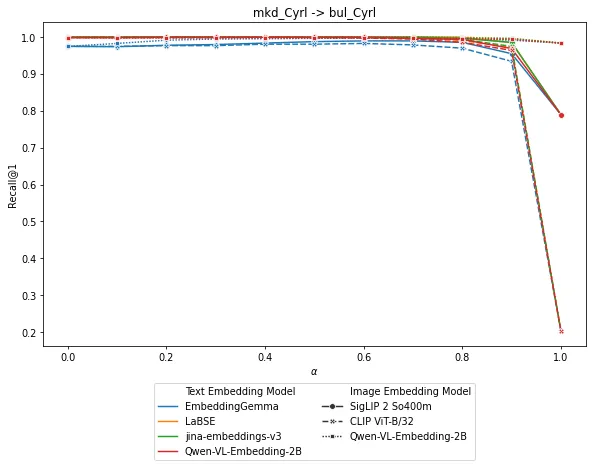 mkd_Cyrl -> bul_Cyrl
Recall@1
1.0
0.9
0.8
0.7
0.6
0.5
0.4
0.3
0.2
0.0 0.2 0.4 0.6 0.8 1.0
α
Text Embedding Model
EmbeddingGemma
LaBSE
jina-embeddings-v3
Qwen-VL-Embedding-2B
Image Embedding Model
SigLIP 2 So400m
CLIP ViT-B/32
Qwen-VL-Embedding-2B